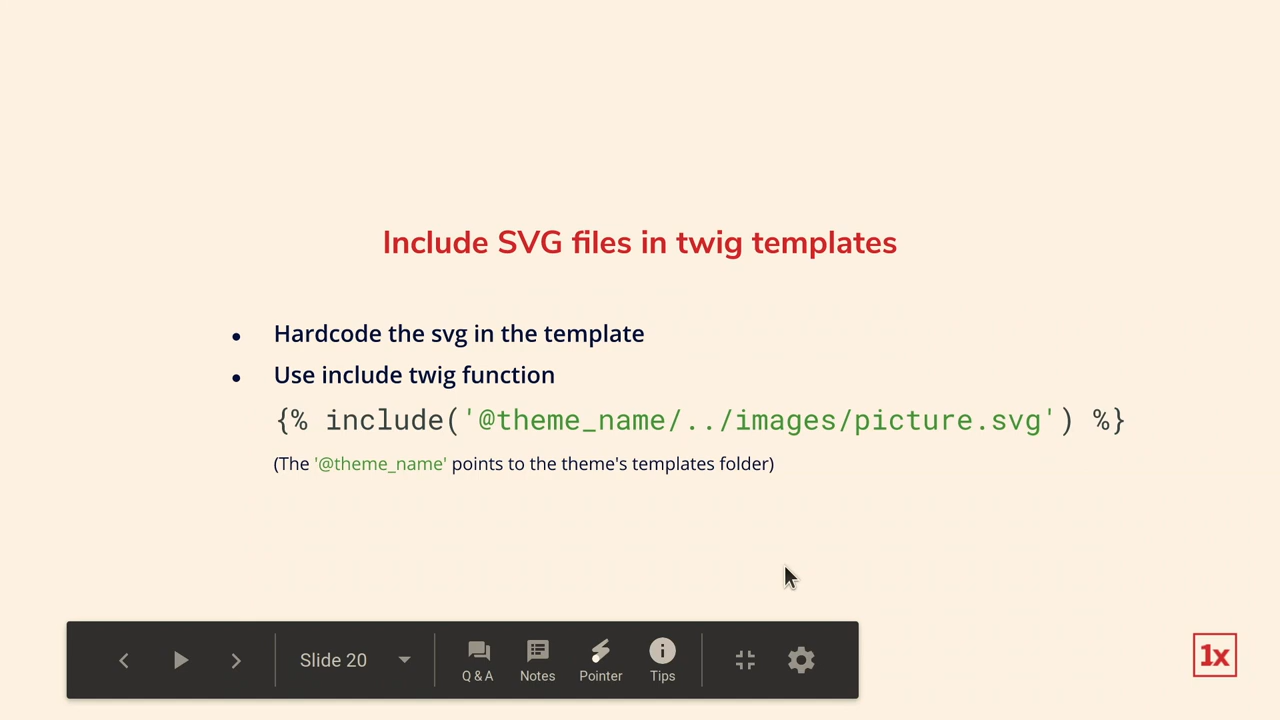 Include SVG files in twig templates
● Hardcode the svg in the template
● Use include twig function
{% include('@theme_name/../images/picture.svg') %}
(The '@theme_name' points to the theme's templates folder)
Slide 20
Q & A
Notes
Pointer
Tips
1x